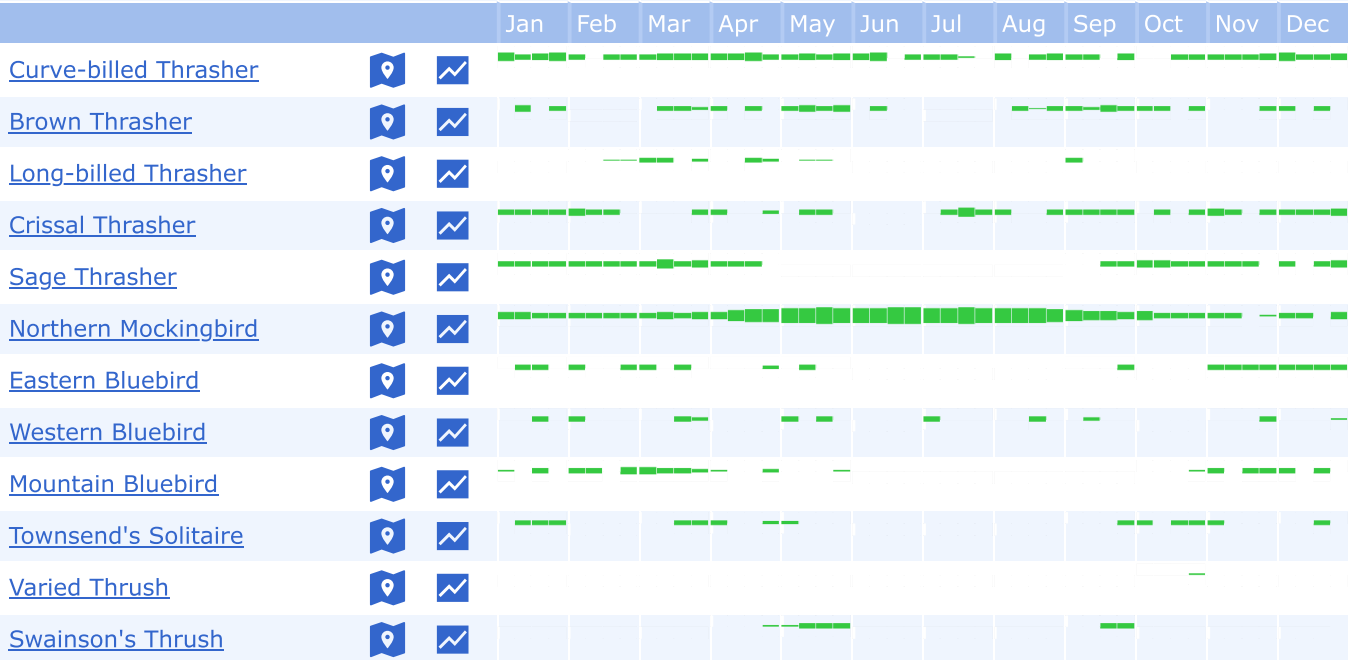 Jan Feb Mar Apr May Jun Jul Aug Sep Oct Nov Dec
Curve-billed Thrasher
Brown Thrasher
Long-billed Thrasher
Crissal Thrasher
Sage Thrasher
Northern Mockingbird
Eastern Bluebird
Western Bluebird
Mountain Bluebird
Townsend's Solitaire
Varied Thrush
Swainson's Thrush